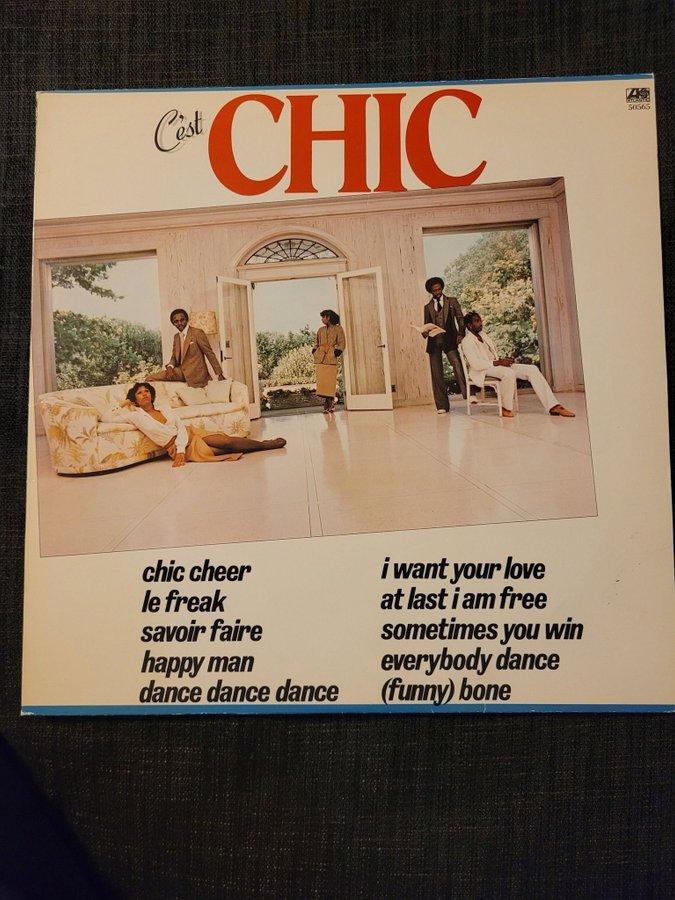 C'est CHIC
ATLANTIC
50565
chic cheer
le freak
savoir faire
happy man
dance dance dance
i want your love
at last i am free
sometimes you win
everybody dance
(funny) bone